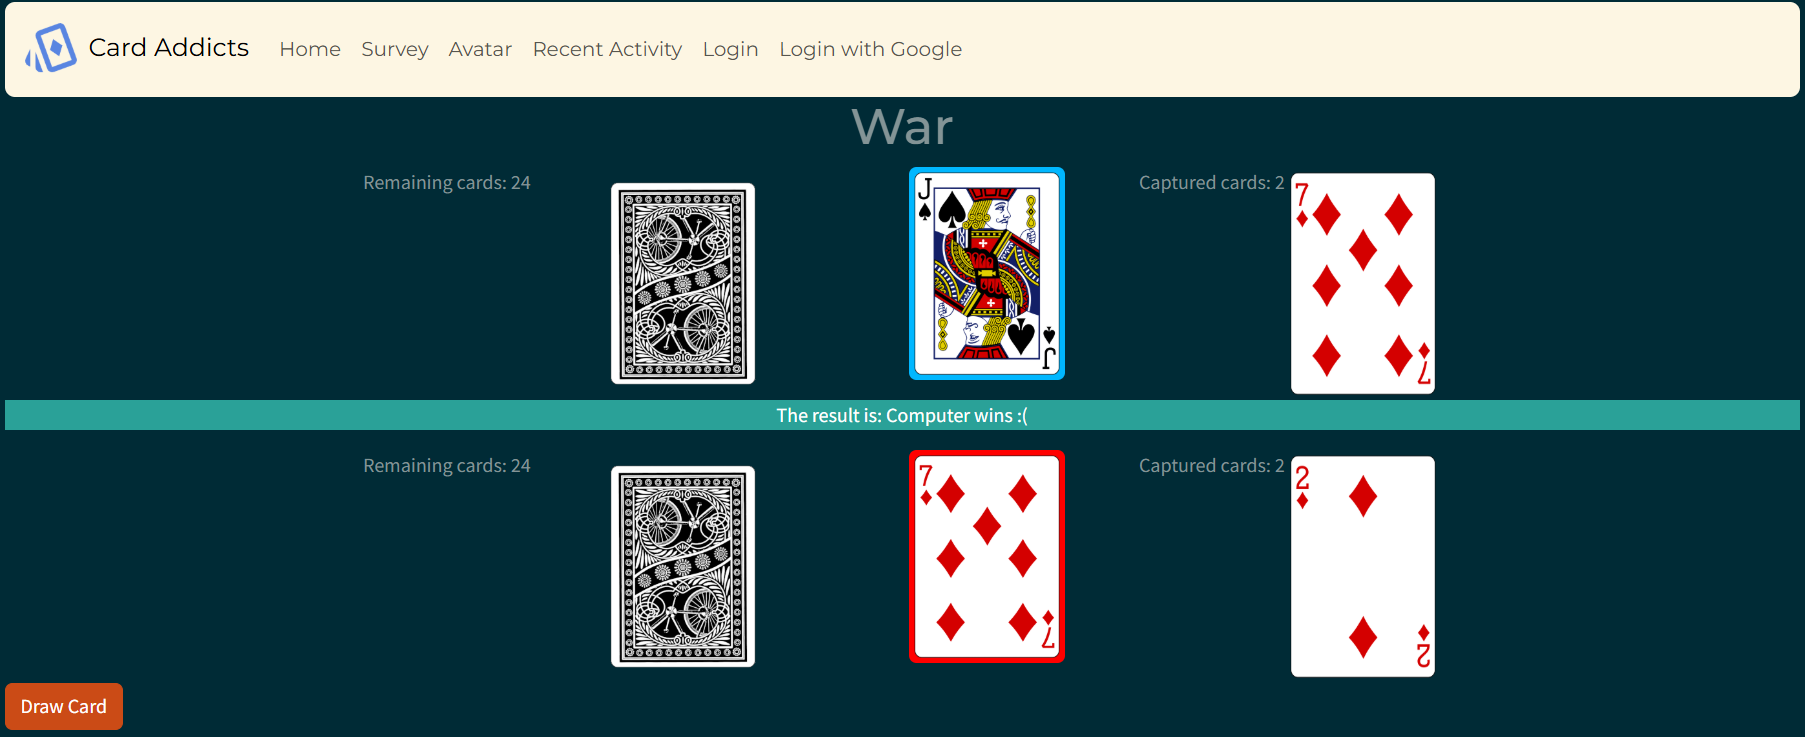 Card Addicts Home Survey Avatar Recent Activity Login Login with Google
War
Remaining cards: 24
J
J
Captured cards: 2
7
7
The result is: Computer wins :(
Remaining cards: 24
7
7
Captured cards: 2
2
2
Draw Card